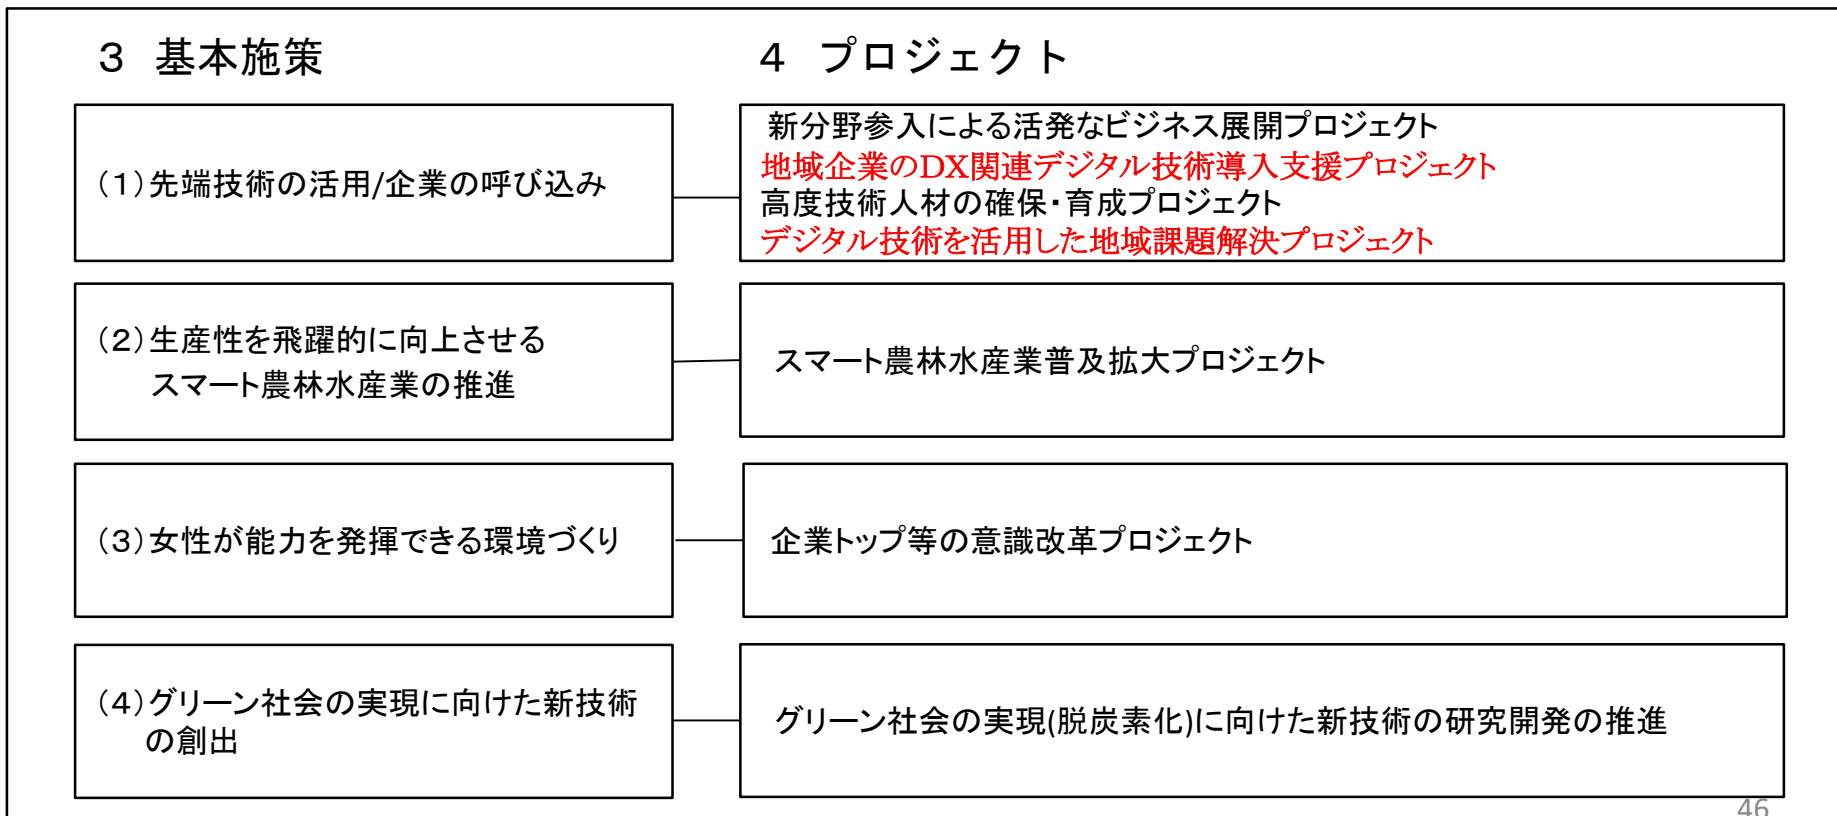 3 基本施策
4 プロジェクト
(1)先端技術の活用/企業の呼び込み
新分野参入による活発なビジネス展開プロジェクト
地域企業のDX関連デジタル技術導入支援プロジェクト
高度技術人材の確保・育成プロジェクト
デジタル技術を活用した地域課題解決プロジェクト
(2)生産性を飛躍的に向上させる
スマート農林水産業の推進
スマート農林水産業普及拡大プロジェクト
(3)女性が能力を発揮できる環境づくり
企業トップ等の意識改革プロジェクト
(4)グリーン社会の実現に向けた新技術
の創出
グリーン社会の実現(脱炭素化)に向けた新技術の研究開発の推進
46